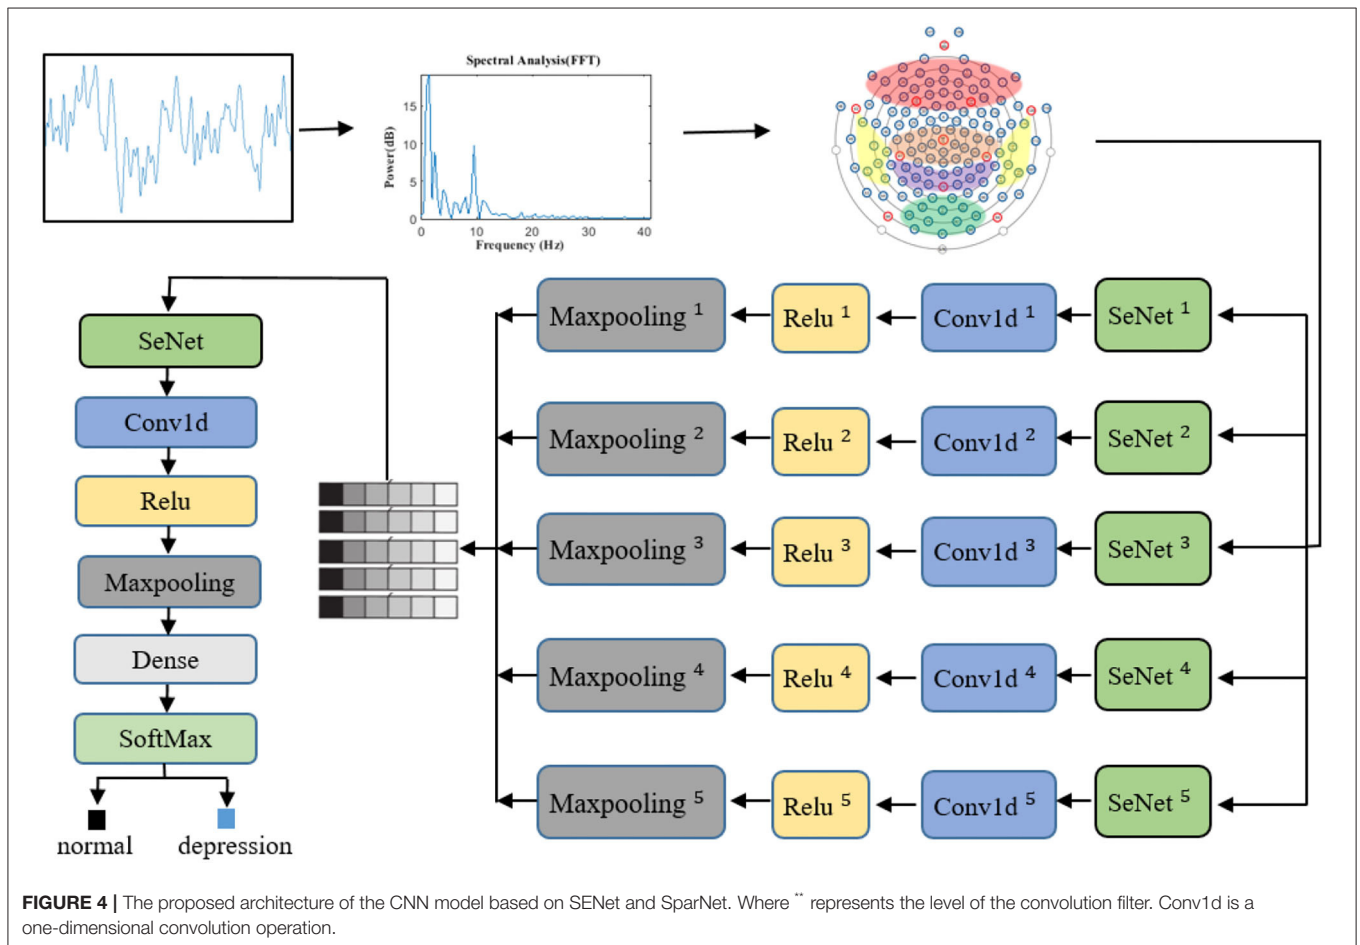 Spectral Analysis(FFT)
Power(dB)
15
10
5
0
0
10
20
30
40
Frequency (Hz)
SeNet 1
Conv1d 1
Relu 1
Maxpooling 1
SeNet 2
Conv1d 2
Relu 2
Maxpooling 2
SeNet 3
Conv1d 3
Relu 3
Maxpooling 3
SeNet 4
Conv1d 4
Relu 4
Maxpooling 4
SeNet 5
Conv1d 5
Relu 5
Maxpooling 5
SeNet
Conv1d
Relu
Maxpooling
Dense
SoftMax
normal
depression
FIGURE 4 | The proposed architecture of the CNN model based on SENet and SparNet. Where ** represents the level of the convolution filter. Conv1d is a
one-dimensional convolution operation.